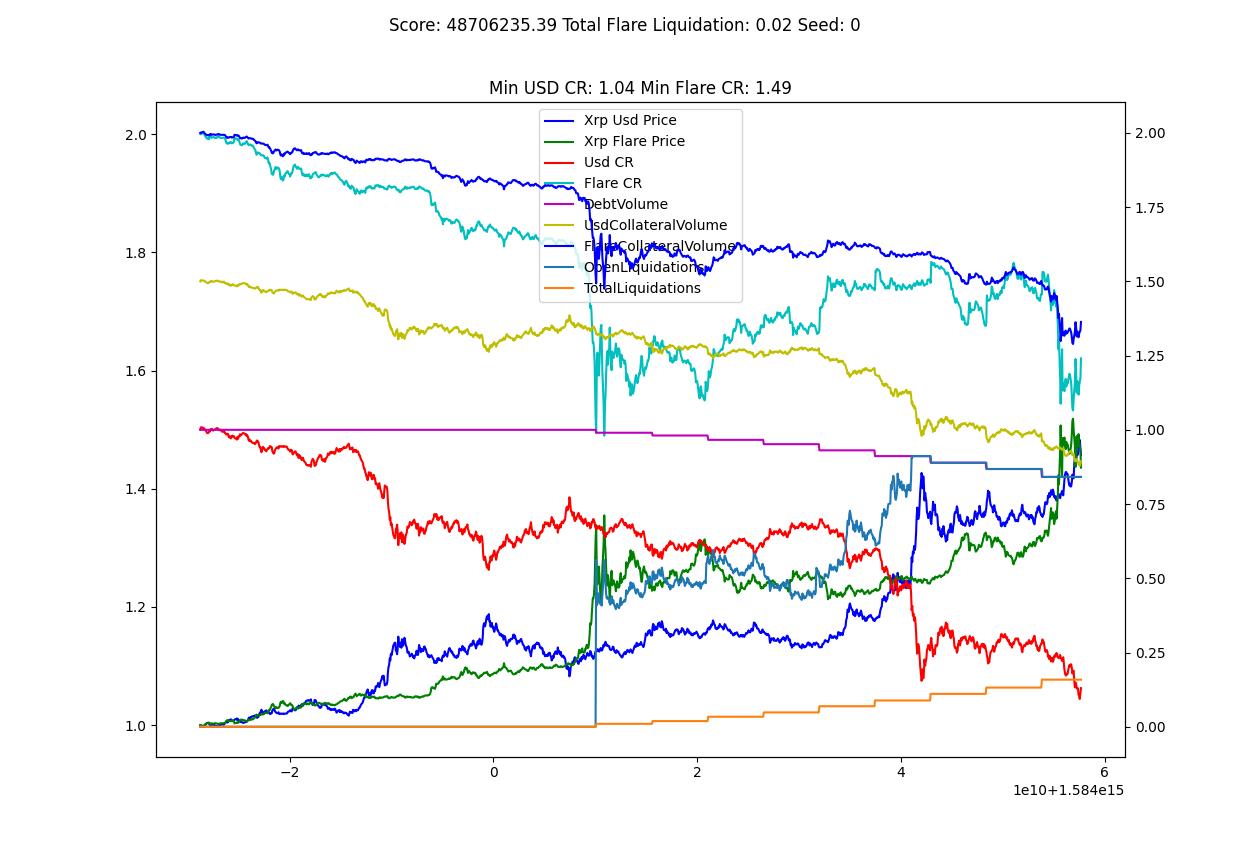 Score: 48706235.39 Total Flare Liquidation: 0.02 Seed: 0
Min USD CR: 1.04 Min Flare CR: 1.49
Xrp Usd Price
Xrp Flare Price
Usd CR
Flare CR
DebtVolume
UsdCollateralVolume
FlareCollateralVolume
OpenLiquidations
TotalLiquidations
2.0
1.8
1.6
1.4
1.2
1.0
2.00
1.75
1.50
1.25
1.00
0.75
0.50
0.25
0.00
−2 0 2 4 6
1e10+1.584e15